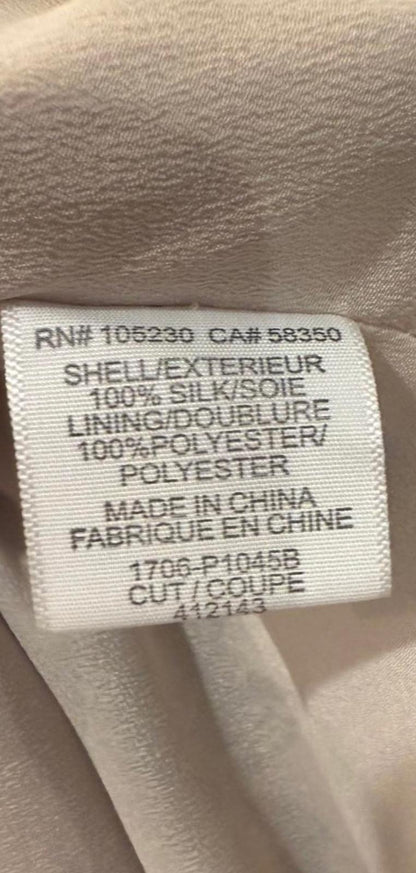 RN# 105230 CA# 58350
SHELL/EXTERIEUR
100% SILK/SOIE
LINING/DOUBLURE
100%POLYESTER/
POLYESTER
MADE IN CHINA
FABRIQUE EN CHINE
1706-P1045B
CUT / COUPE
412143